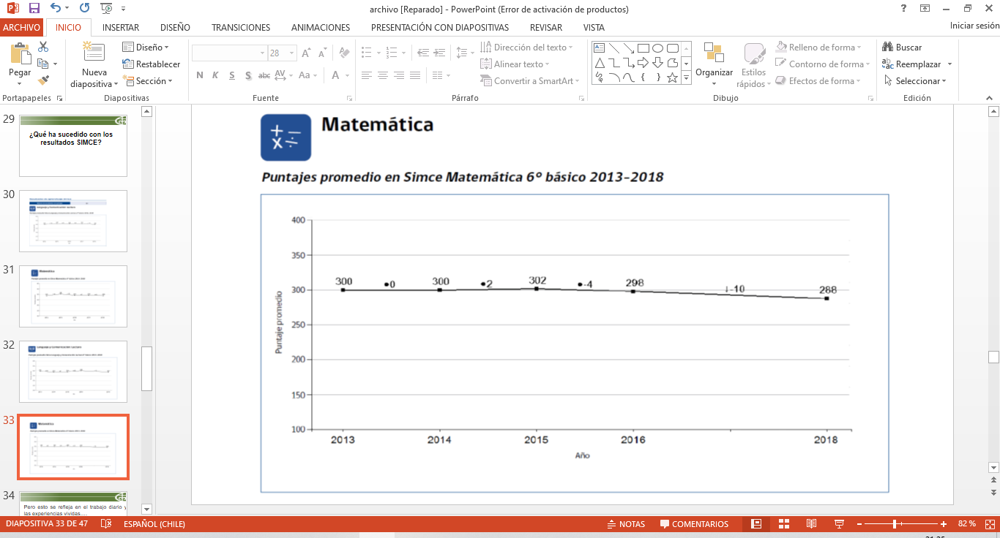 archivo [Reparado] - PowerPoint (Error de activación de productos)
ARCHIVO INICIO INSERTAR DISEÑO TRANSICIONES ANIMACIONES PRESENTACIÓN CON DIAPOSITIVAS REVISAR VISTA Iniciar sesión
Pegar
Portapapeles
Nueva diapositiva
Diseño
Restablecer
Sección
Diapositivas
28
N K S S abc AV Aa A
Fuente
Dirección del texto
Alinear texto
Convertir a SmartArt
Párrafo
Organizar
Estilos rápidos
Relleno de forma
Contorno de forma
Efectos de forma
Dibujo
Buscar
Reemplazar
Seleccionar
Edición
29
¿Qué ha sucedido con los
resultados SIMCE?
30
31
Matemática
32
33
Matemática
34
Pero esto se refleja en el trabajo diario y
las experiencias vividas....
Matemática
Puntajes promedio en Simce Matemática 6º básico 2013-2018
400
350
300
250
200
150
100
Puntaje promedio
300 •0 300 •2 302 •-4 298 ↓-10 288
2013 2014 2015 2016 2018
Año
DIAPOSITIVA 33 DE 47 ESPAÑOL (CHILE) NOTAS COMENTARIOS 82 %